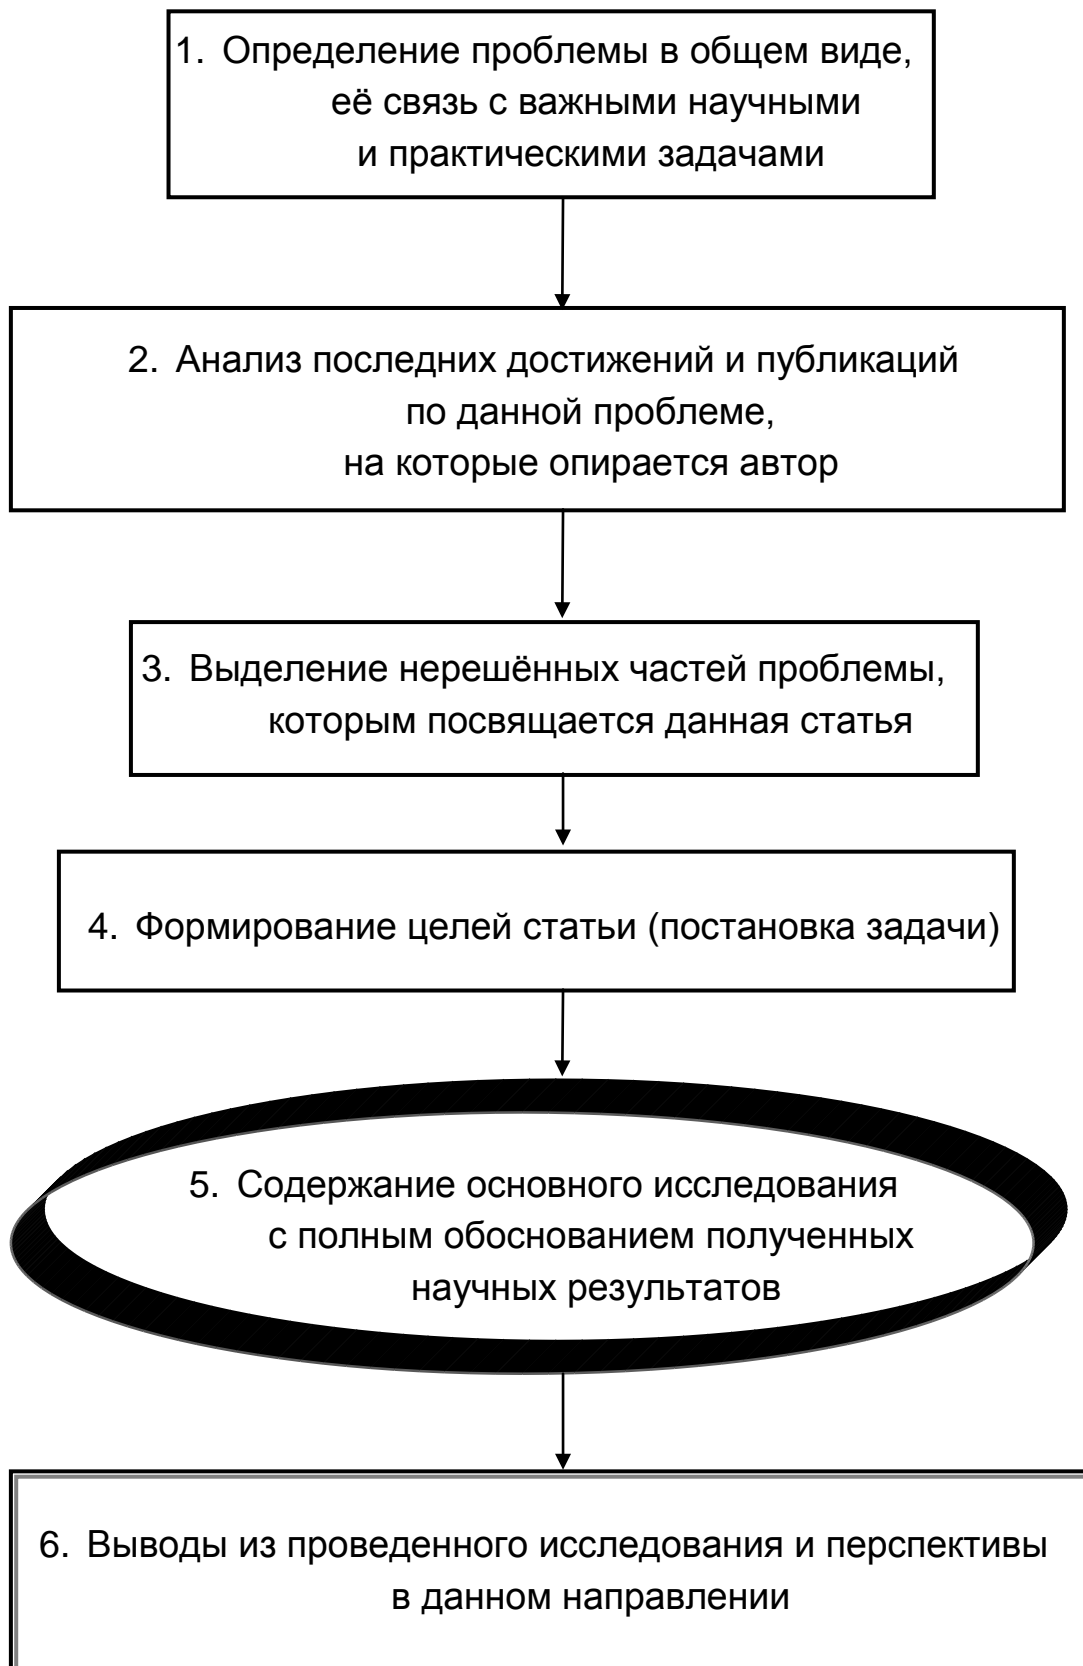 1. Определение проблемы в общем виде,
её связь с важными научными
и практическими задачами
2. Анализ последних достижений и публикаций
по данной проблеме,
на которые опирается автор
3. Выделение нерешённых частей проблемы,
которым посвящается данная статья
4. Формирование целей статьи (постановка задачи)
5. Содержание основного исследования
с полным обоснованием полученных
научных результатов
6. Выводы из проведенного исследования и перспективы
в данном направлении